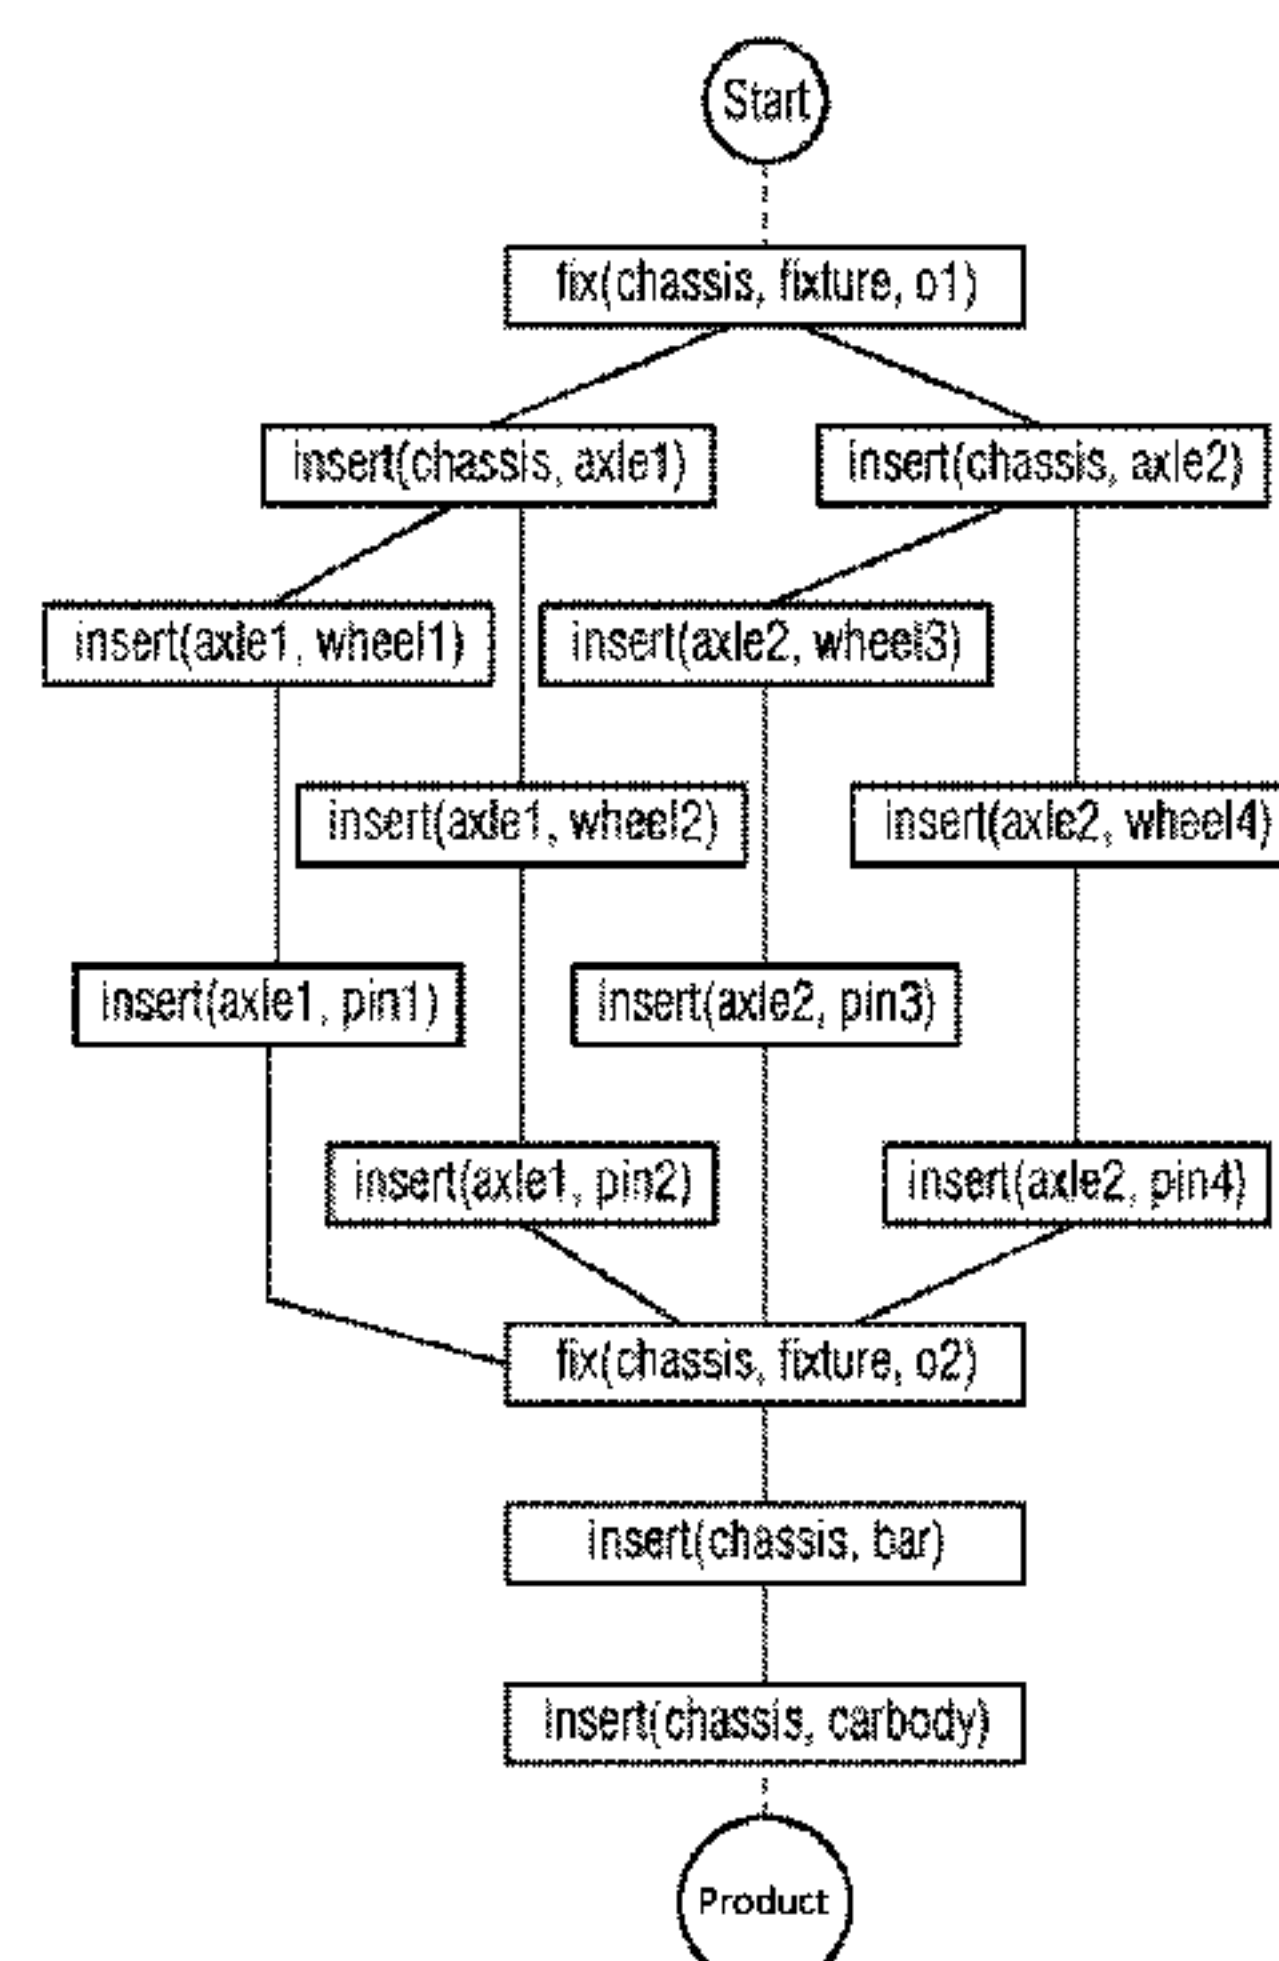 Start
fix(chassis, fixture, o1)
insert(chassis, axle1)
insert(chassis, axle2)
insert(axle1, wheel1)
insert(axle2, wheel3)
insert(axle1, wheel2)
insert(axle2, wheel4)
insert(axle1, pin1)
insert(axle2, pin3)
insert(axle1, pin2)
insert(axle2, pin4)
fix(chassis, fixture, o2)
insert(chassis, bar)
insert(chassis, carbody)
Product